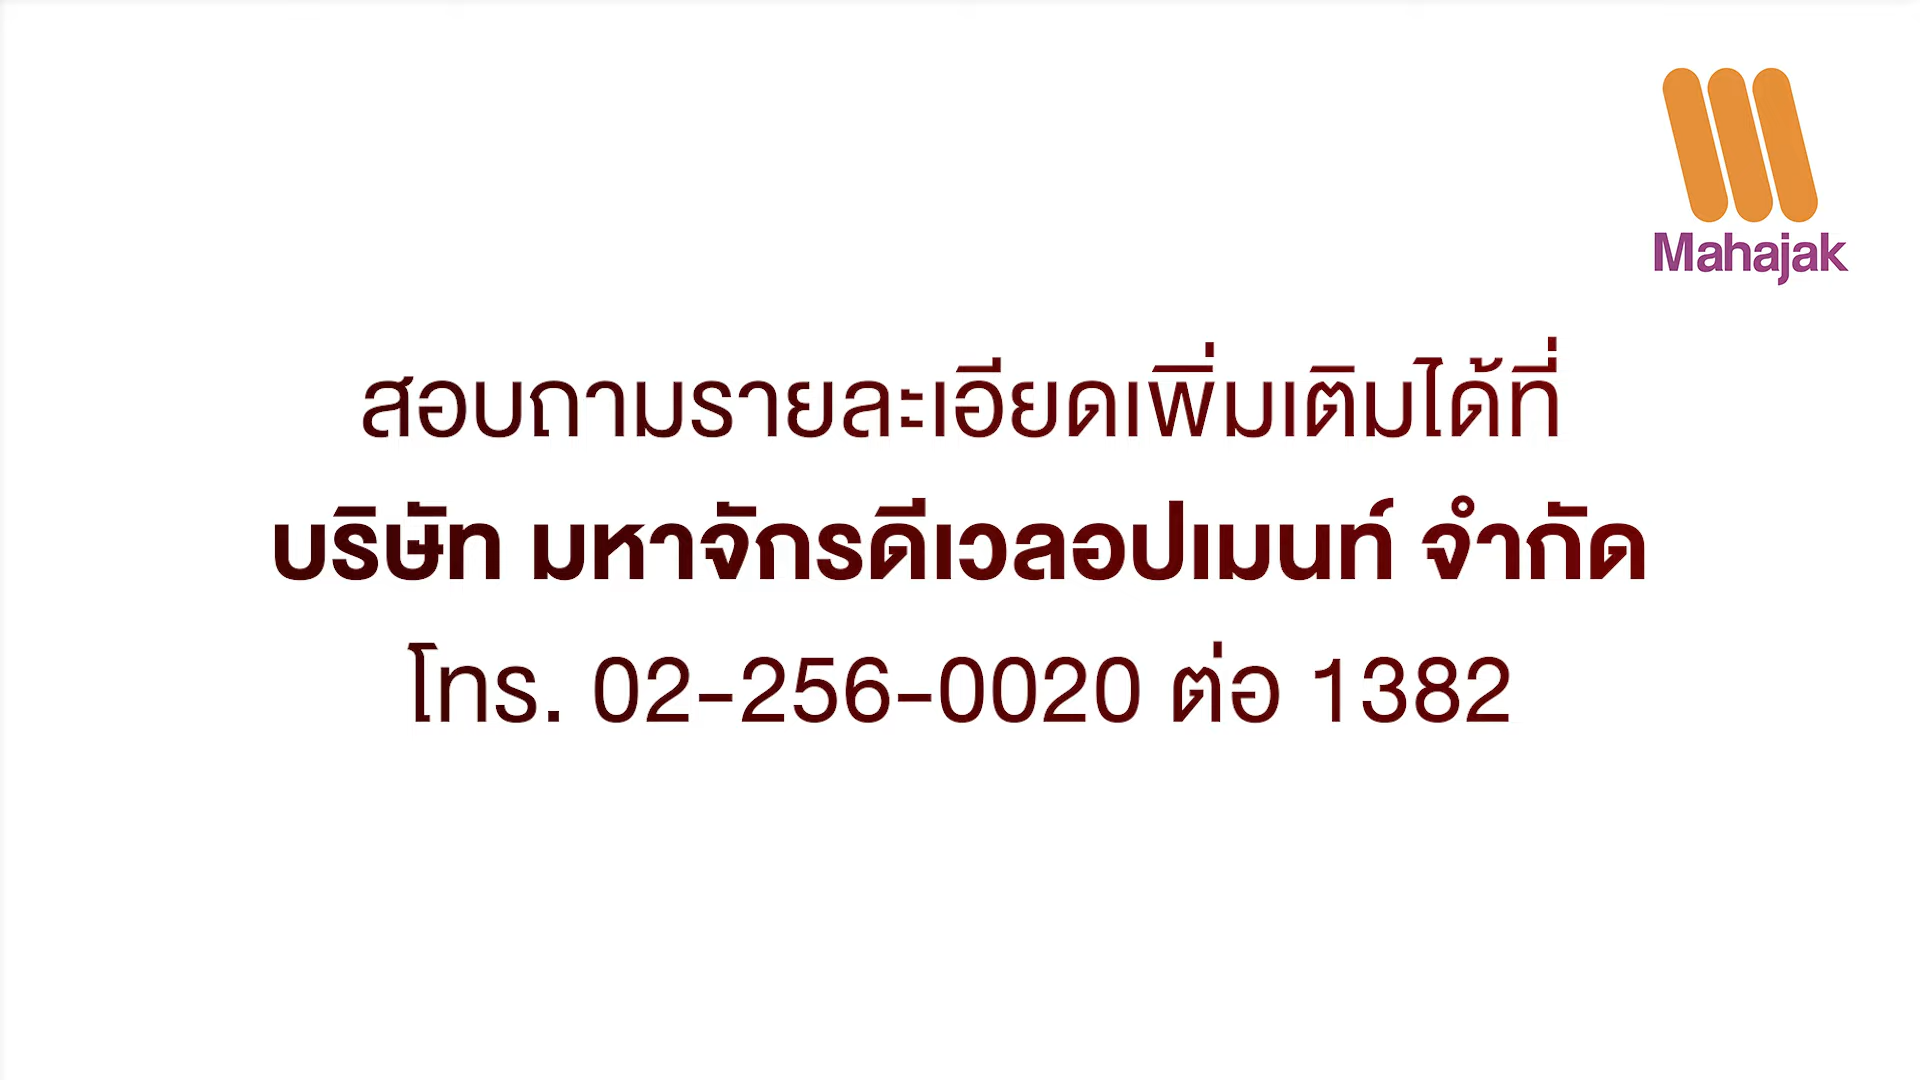 Mahajak
สอบถามรายละเอียดเพิ่มเติมได้ที่
บริษัท มหาจักรดีเวลอปเมนท์ จำกัด
โทร. 02-256-0020 ต่อ 1382